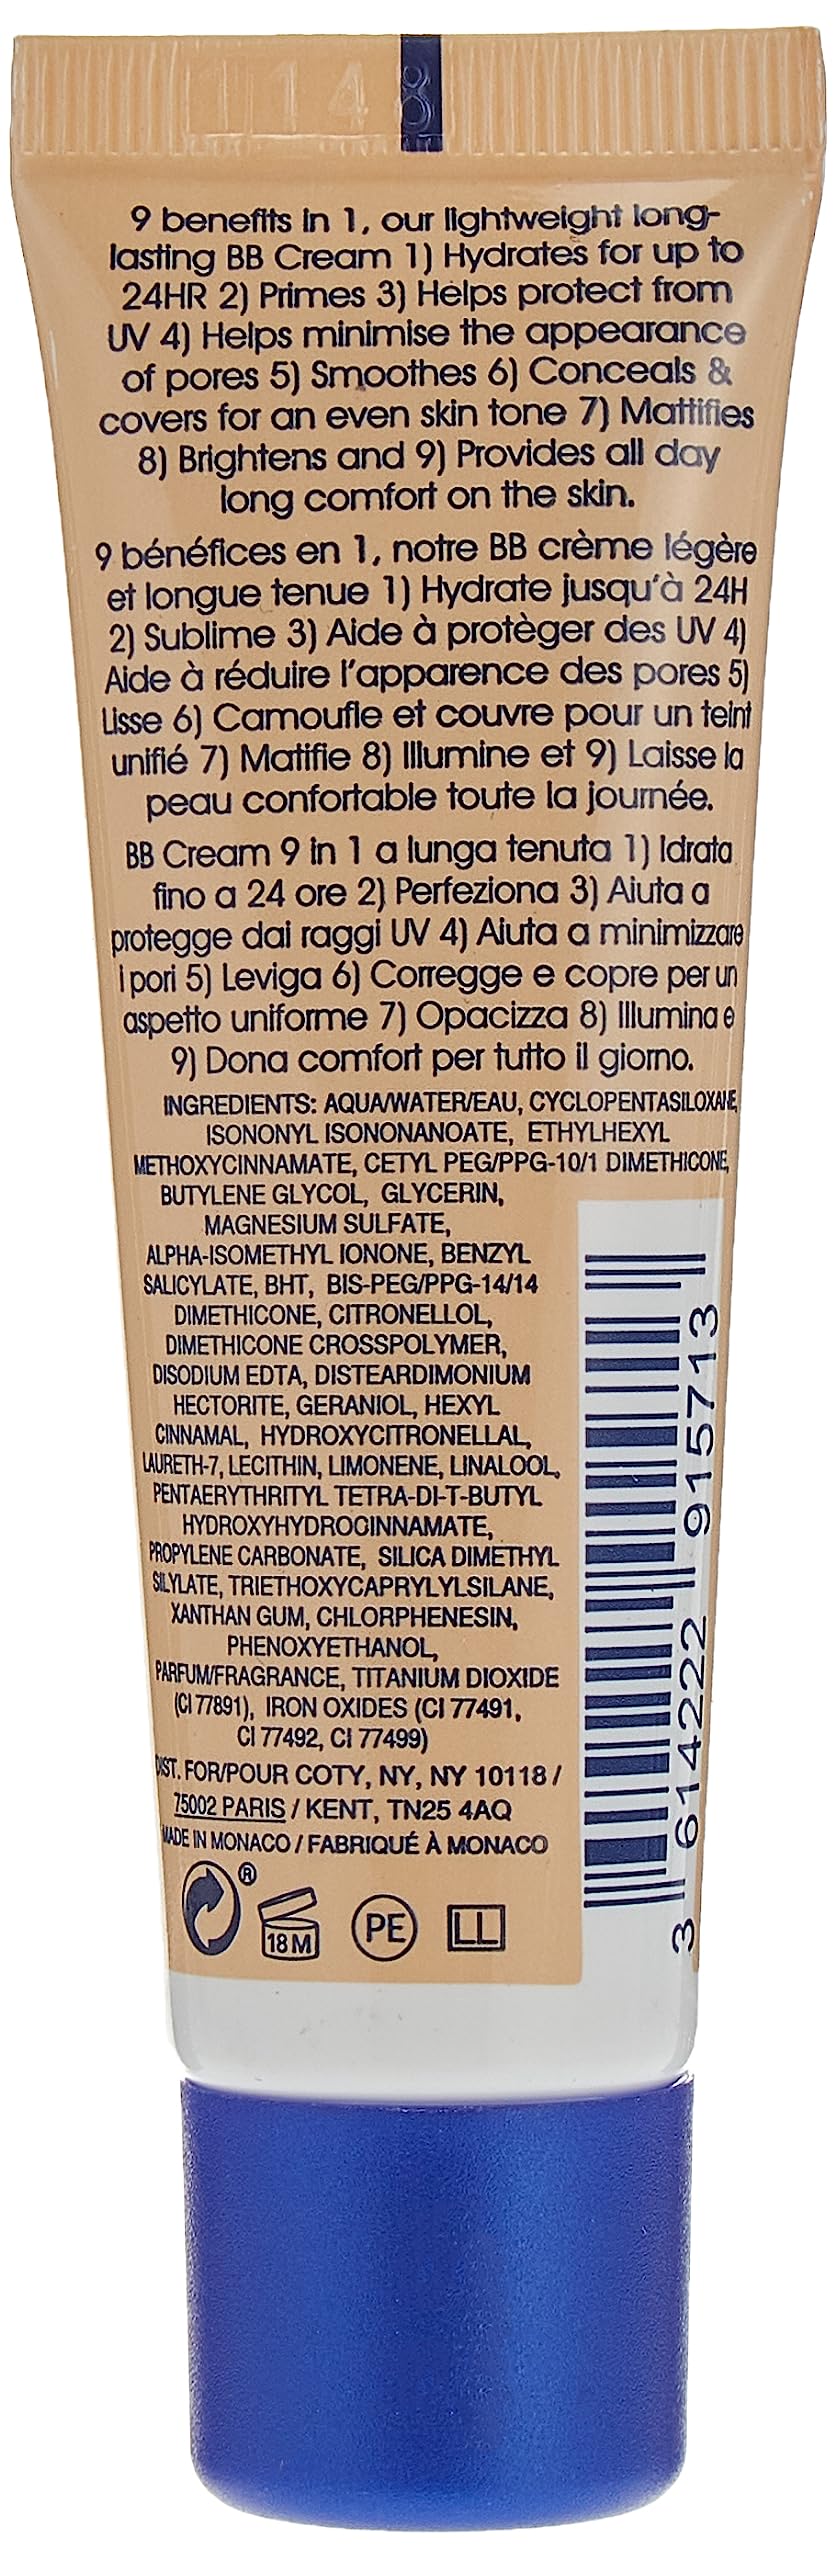 1148
9 benefits in 1, our lightweight long-
lasting BB Cream 1) Hydrates for up to
24HR 2) Primes 3) Helps protect from
UV 4) Helps minimise the appearance
of pores 5) Smoothes 6) Conceals &
covers for an even skin tone 7) Mattifies
8) Brightens and 9) Provides all day
long comfort on the skin.
9 bénéfices en 1, notre BB crème légère
et longue tenue 1) Hydrate jusqu'à 24H
2) Sublime 3) Aide à protèger des UV 4)
Aide à réduire l'apparence des pores 5)
Lisse 6) Camoufle et couvre pour un teint
unifié 7) Matifie 8) Illumine et 9) Laisse la
peau confortable toute la journée.
BB Cream 9 in 1 a lunga tenuta 1) Idrata
fino a 24 ore 2) Perfeziona 3) Aiuta a
protegge dai raggi UV 4) Aiuta a minimizzare
i pori 5) Leviga 6) Corregge e copre per un
aspetto uniforme 7) Opacizza 8) Illumina e
9) Dona comfort per tutto il giorno.
INGREDIENTS: AQUA/WATER/EAU, CYCLOPENTASILOXANE,
ISONONYL ISONONANOATE, ETHYLHEXYL
METHOXYCINNAMATE, CETYL PEG/PPG-10/1 DIMETHICONE,
BUTYLENE GLYCOL, GLYCERIN,
MAGNESIUM SULFATE,
ALPHA-ISOMETHYL IONONE, BENZYL
SALICYLATE, BHT, BIS-PEG/PPG-14/14
DIMETHICONE, CITRONELLOL,
DIMETHICONE CROSSPOLYMER,
DISODIUM EDTA, DISTEARDIMONIUM
HECTORITE, GERANIOL, HEXYL
CINNAMAL, HYDROXYCITRONELLAL,
LAURETH-7, LECITHIN, LIMONENE, LINALOOL,
PENTAERYTHRITYL TETRA-DI-T-BUTYL
HYDROXYHYDROCINNAMATE,
PROPYLENE CARBONATE, SILICA DIMETHYL
SILYLATE, TRIETHOXYCAPRYLYLSILANE,
XANTHAN GUM, CHLORPHENESIN,
PHENOXYETHANOL,
PARFUM/FRAGRANCE, TITANIUM DIOXIDE
(CI 77891), IRON OXIDES (CI 77491,
CI 77492, CI 77499)
DIST. FOR/POUR COTY, NY, NY 10118 /
75002 PARIS / KENT, TN25 4AQ
MADE IN MONACO / FABRIQUÉ À MONACO
®
18M
PE
LL
3 614222 915713